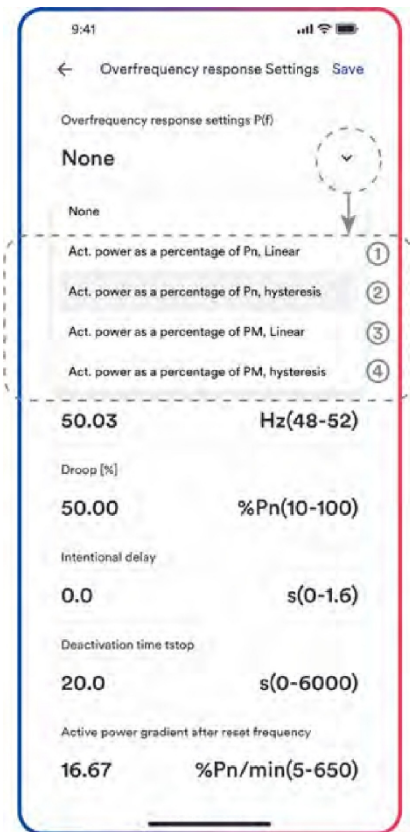 9:41
← Overfrequency response Settings Save
Overfrequency response settings P(f)
None
None
Act. power as a percentage of Pn, Linear ①
Act. power as a percentage of Pn, hysteresis ②
Act. power as a percentage of PM, Linear ③
Act. power as a percentage of PM, hysteresis ④
50.03 Hz(48-52)
Droop [%]
50.00 %Pn(10-100)
Intentional delay
0.0 s(0-1.6)
Deactivation time tstop
20.0 s(0-6000)
Active power gradient after reset frequency
16.67 %Pn/min(5-650)